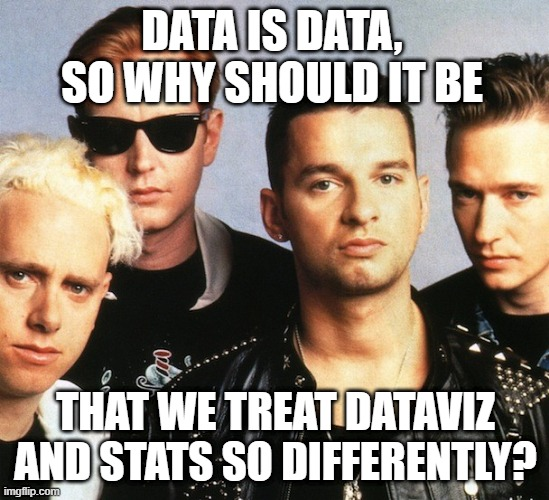 DATA IS DATA,
SO WHY SHOULD IT BE
THAT WE TREAT DATAVIZ
AND STATS SO DIFFERENTLY?
imgflip.com